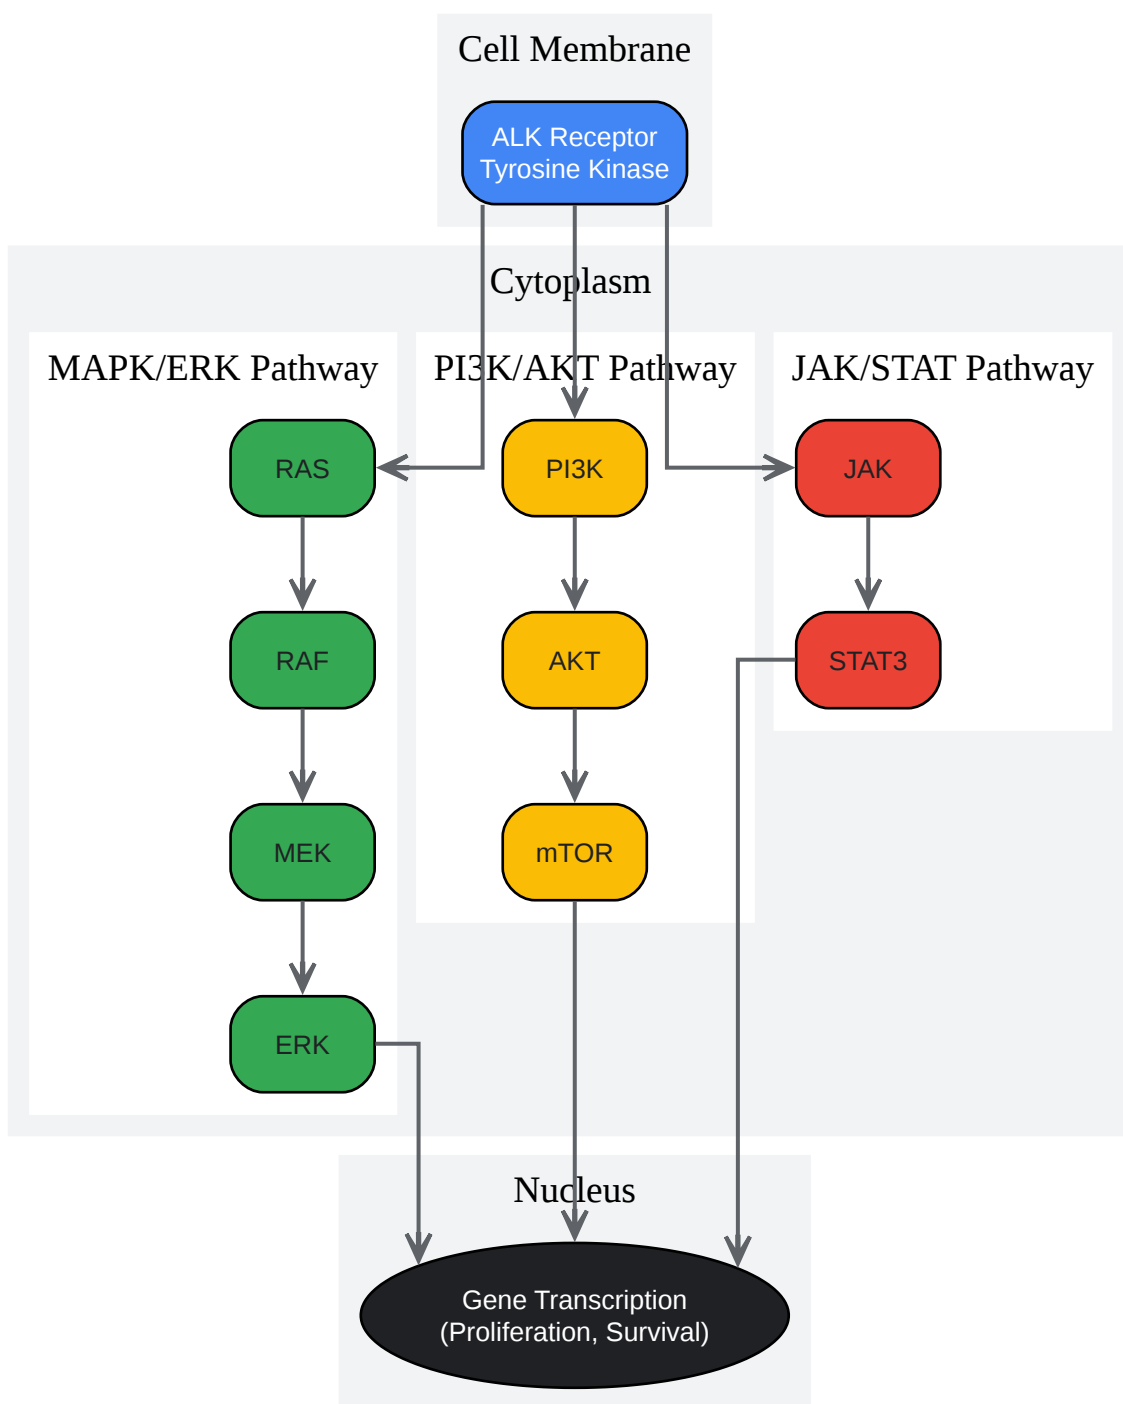 Cell Membrane
ALK Receptor
Tyrosine Kinase
Cytoplasm
MAPK/ERK Pathway
PI3K/AKT Pathway
JAK/STAT Pathway
RAS
PI3K
JAK
RAF
AKT
STAT3
MEK
mTOR
ERK
Nucleus
Gene Transcription
(Proliferation, Survival)